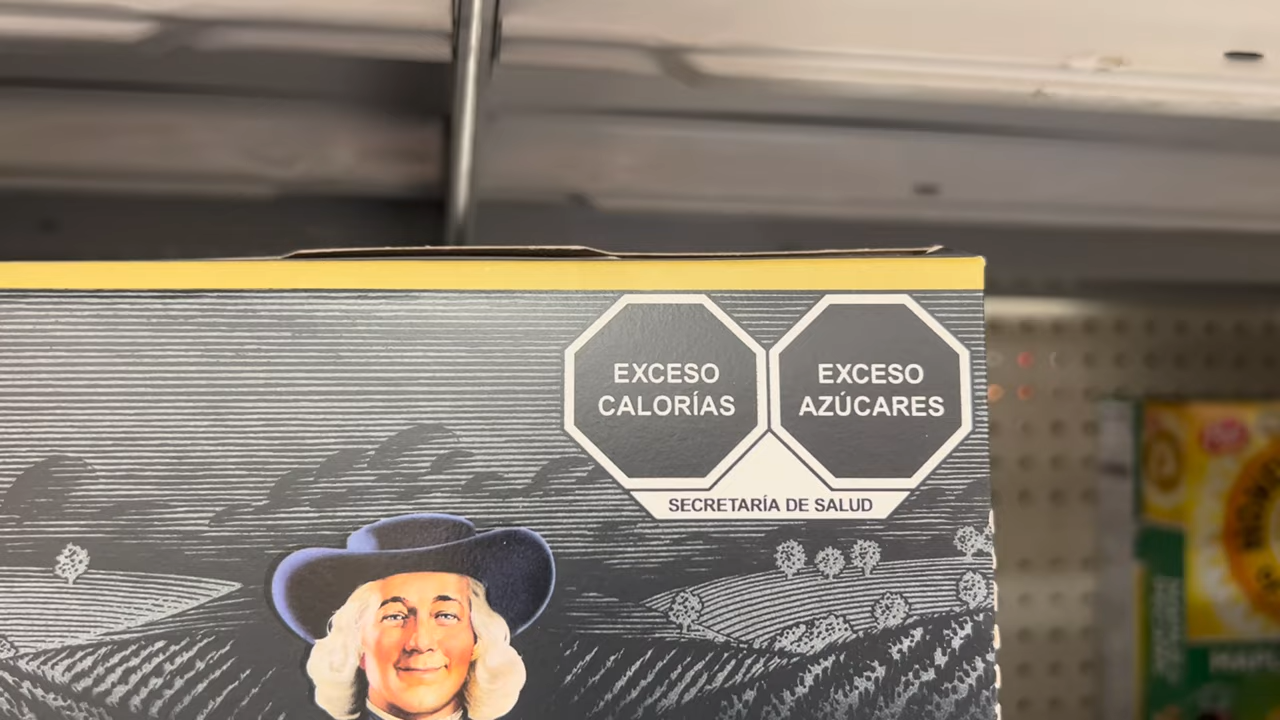 EXCESO
CALORÍAS
EXCESO
AZÚCARES
SECRETARÍA DE SALUD